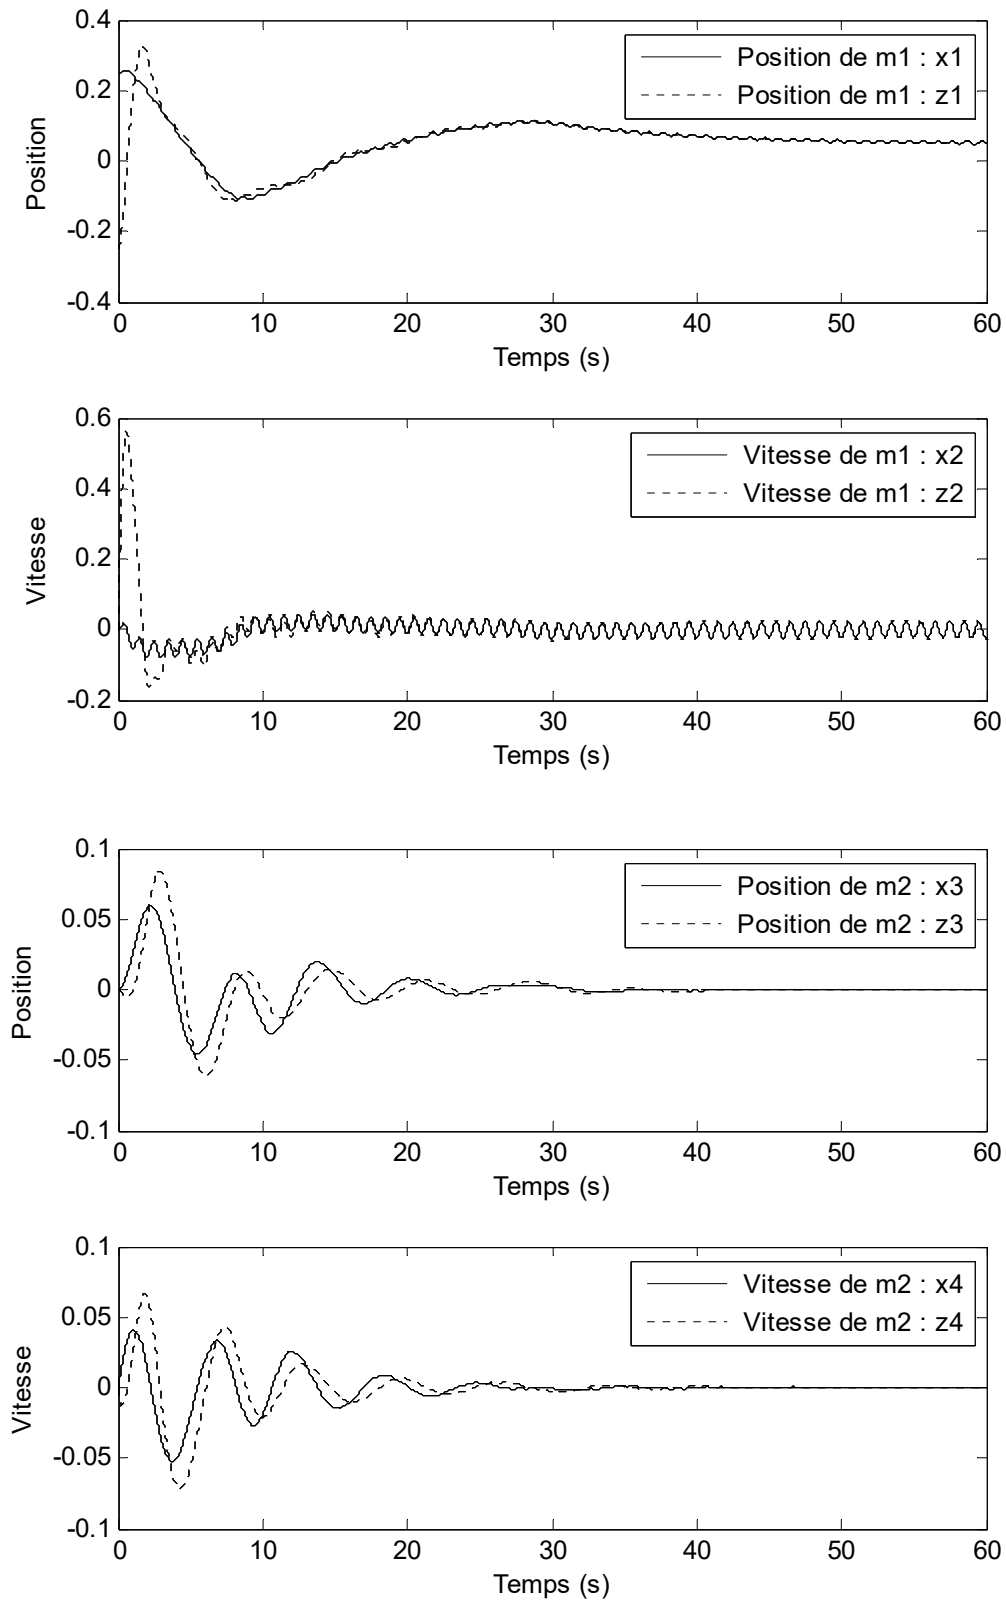 0.4
0.2
0
-0.2
-0.4
Position
Position de m1 : x1
Position de m1 : z1
0 10 20 30 40 50 60
Temps (s)
0.6
0.4
0.2
0
-0.2
Vitesse
Vitesse de m1 : x2
Vitesse de m1 : z2
0 10 20 30 40 50 60
Temps (s)
0.1
0.05
0
-0.05
-0.1
Position
Position de m2 : x3
Position de m2 : z3
0 10 20 30 40 50 60
Temps (s)
0.1
0.05
0
-0.05
-0.1
Vitesse
Vitesse de m2 : x4
Vitesse de m2 : z4
0 10 20 30 40 50 60
Temps (s)